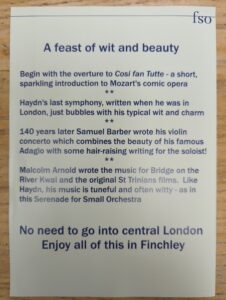 fso
A feast of wit and beauty
Begin with the overture to Cosi fan Tutte - a short,
sparkling introduction to Mozart's comic opera
**
Haydn's last symphony, written when he was in
London, just bubbles with his typical wit and charm
**
140 years later Samuel Barber wrote his violin
concerto which combines the beauty of his famous
Adagio with some hair-raising writing for the soloist!
**
Malcolm Arnold wrote the music for Bridge on the
River Kwai and the original St Trinians films. Like
Haydn, his music is tuneful and often witty - as in
this Serenade for Small Orchestra
No need to go into central London
Enjoy all of this in Finchley